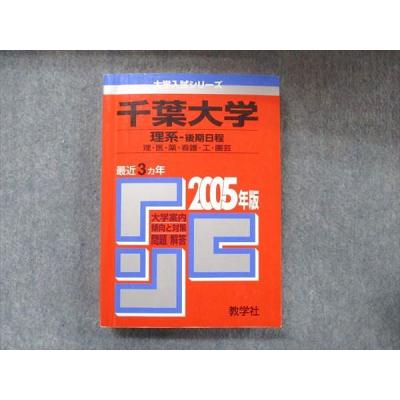 大学入試シリーズ
千葉大学
理系-後期日程
理・医・薬・看護・工・園芸
最近3カ年
2005年版
大学案内
傾向と対策
問題 解答
教学社